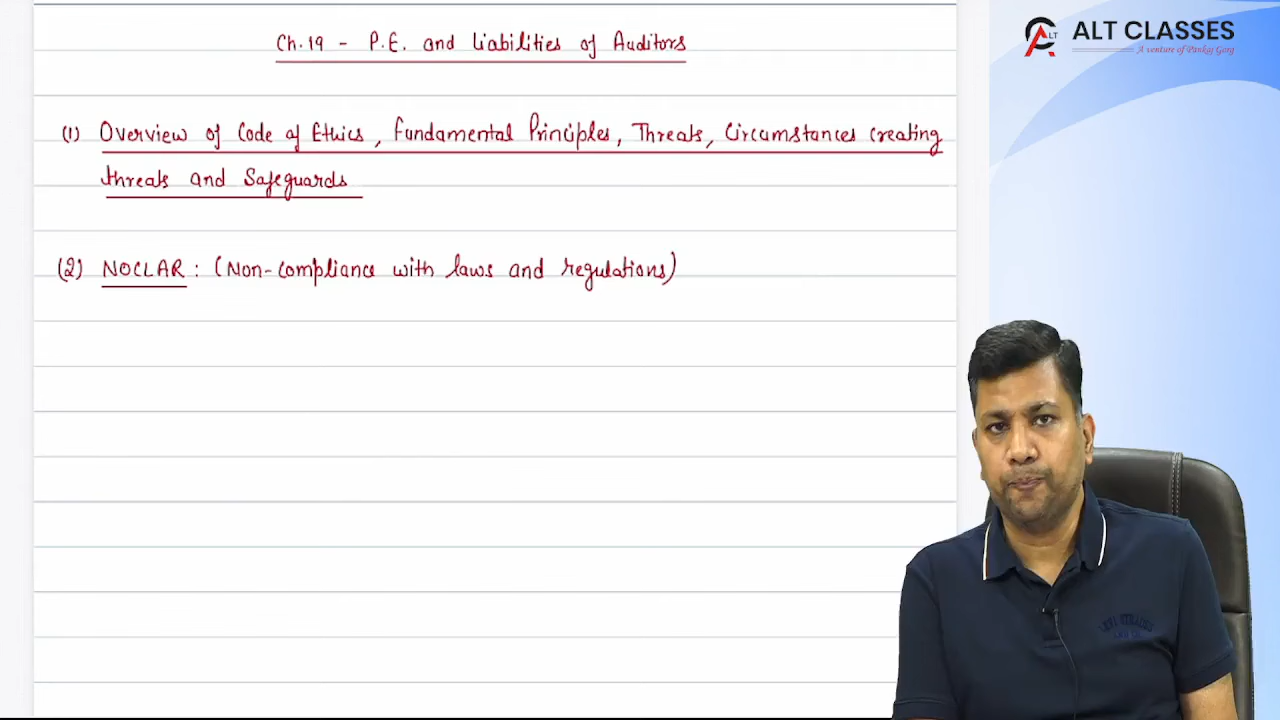 Ch.19 - P.E. and Liabilities of Auditors
ALT CLASSES
A venture of Pankaj Garg
(1) Overview of Code of Ethics, Fundamental Principles, Threats, Circumstances creating
threats and Safeguards
(2) NOCLAR : (Non-compliance with laws and regulations)